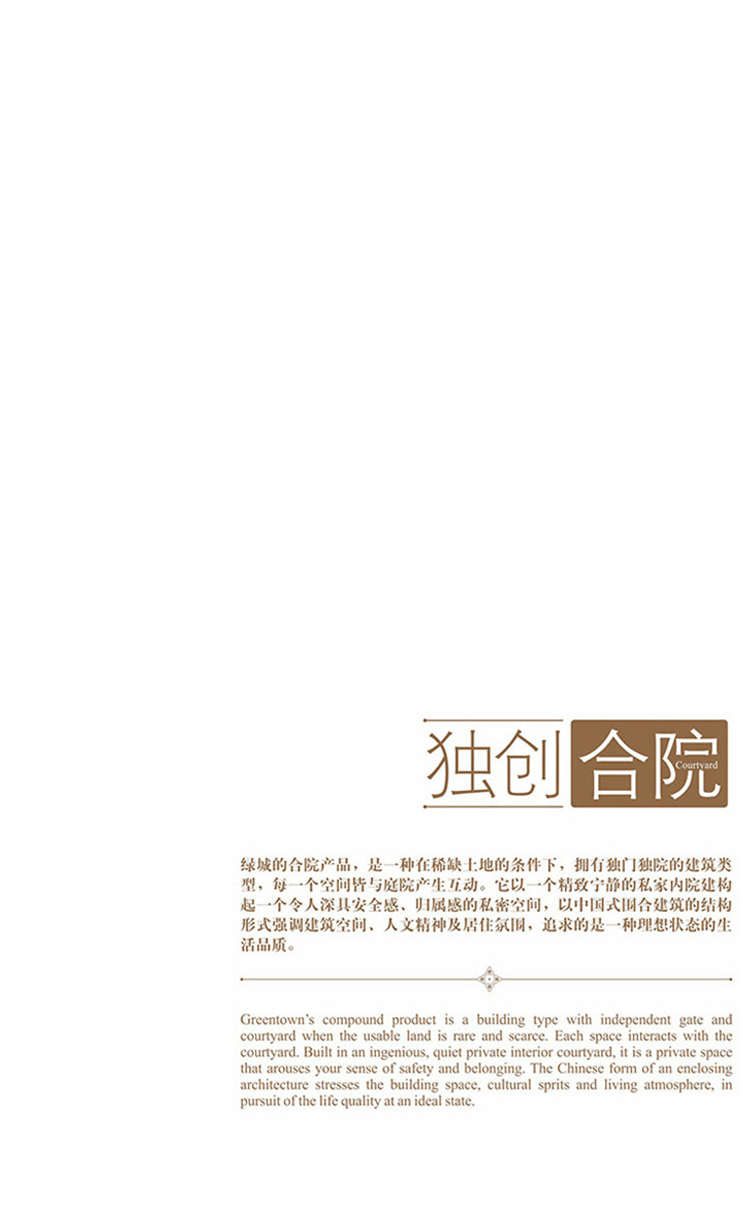 独创 合院
Courtyard
绿城的合院产品，是一种在稀缺土地的条件下，拥有独门独院的建筑类
型，每一个空间皆与庭院产生互动。它以一个精致宁静的私家内院建构
起一个令人深具安全感、归属感的私密空间，以中国式围合建筑的结构
形式强调建筑空间、人文精神及居住氛围，追求的是一种理想状态的生
活品质。
Greentown’s compound product is a building type with independent gate and
courtyard when the usable land is rare and scarce. Each space interacts with the
courtyard. Built in an ingenious, quiet private interior courtyard, it is a private space
that arouses your sense of safety and belonging. The Chinese form of an enclosing
architecture stresses the building space, cultural sprits and living atmosphere, in
pursuit of the life quality at an ideal state.